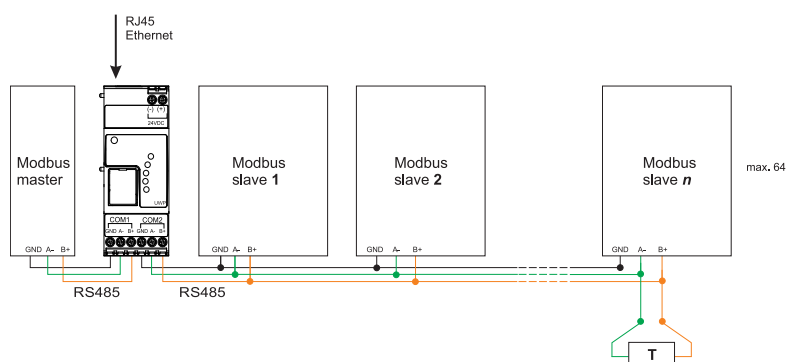 RJ45
Ethernet
(-) (+)
24VDC
Modbus
master
Modbus
slave 1
Modbus
slave 2
Modbus
slave n
max. 64
UWP
COM1 COM2
GND A- B+ GND A- B+
GND A- B+
GND A- B+
GND A- B+
GND A- B+
RS485 RS485
T